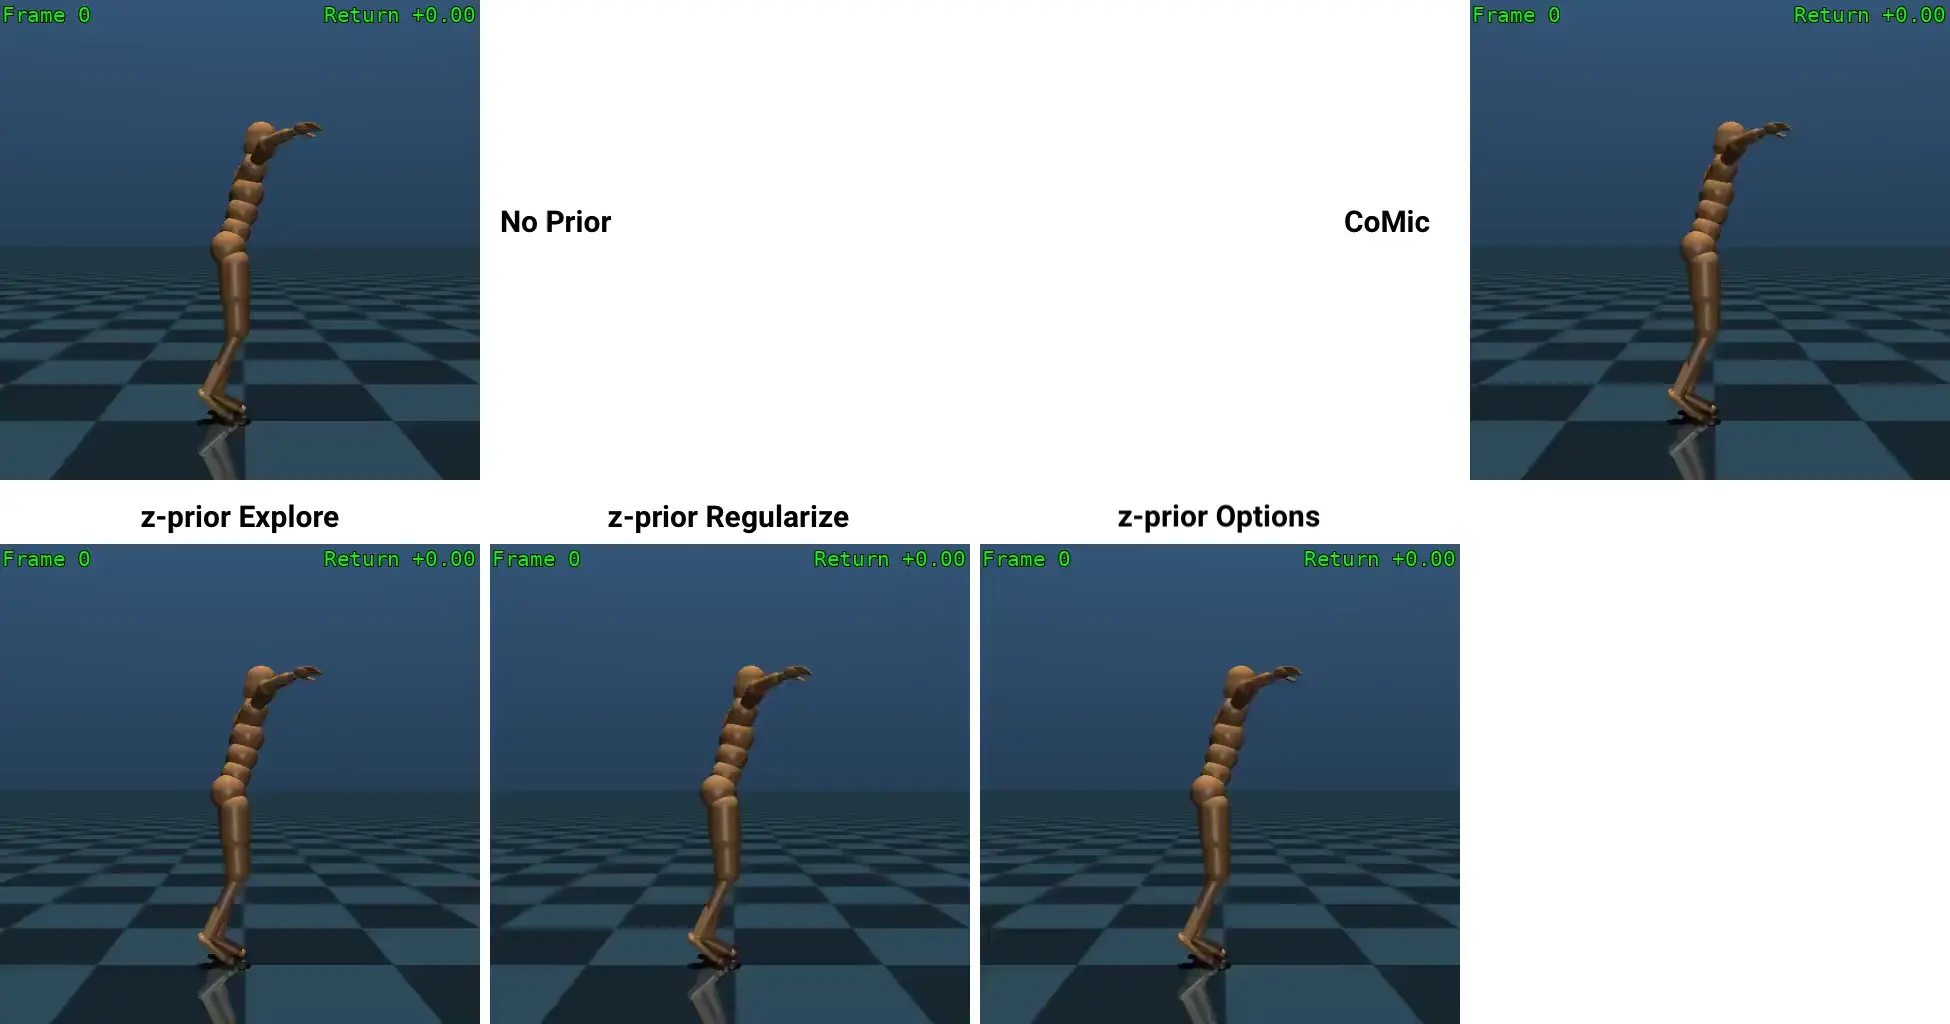 Frame 0 Return +0.00
Frame 0 Return +0.00
No Prior
CoMic
z-prior Explore
z-prior Regularize
z-prior Options
Frame 0 Return +0.00
Frame 0 Return +0.00
Frame 0 Return +0.00